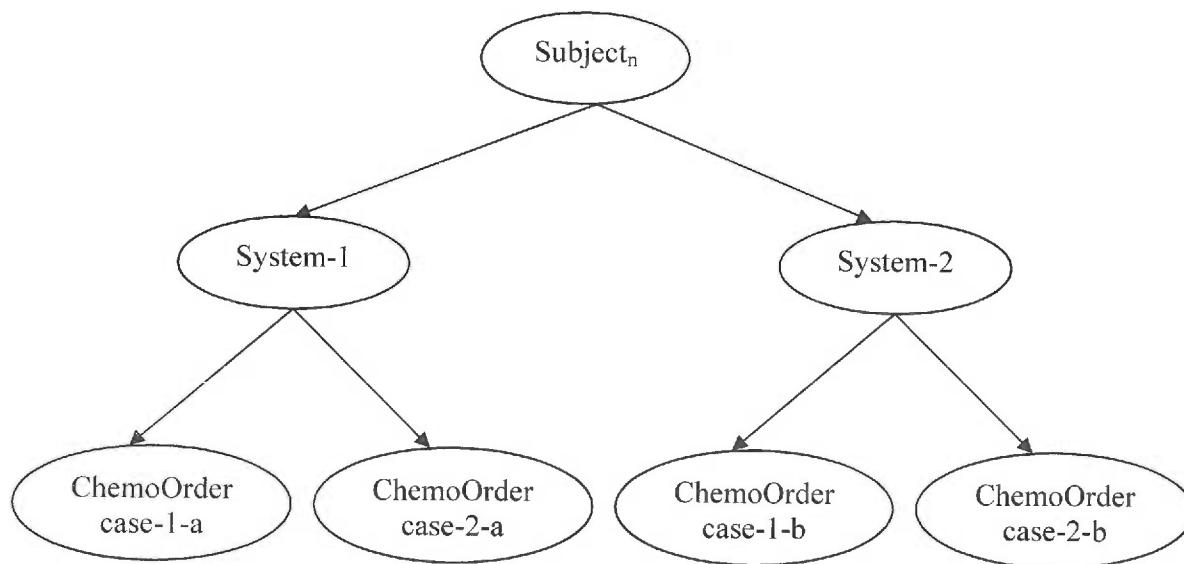 Subjectₙ
System-1
System-2
ChemoOrder
case-1-a
ChemoOrder
case-2-a
ChemoOrder
case-1-b
ChemoOrder
case-2-b